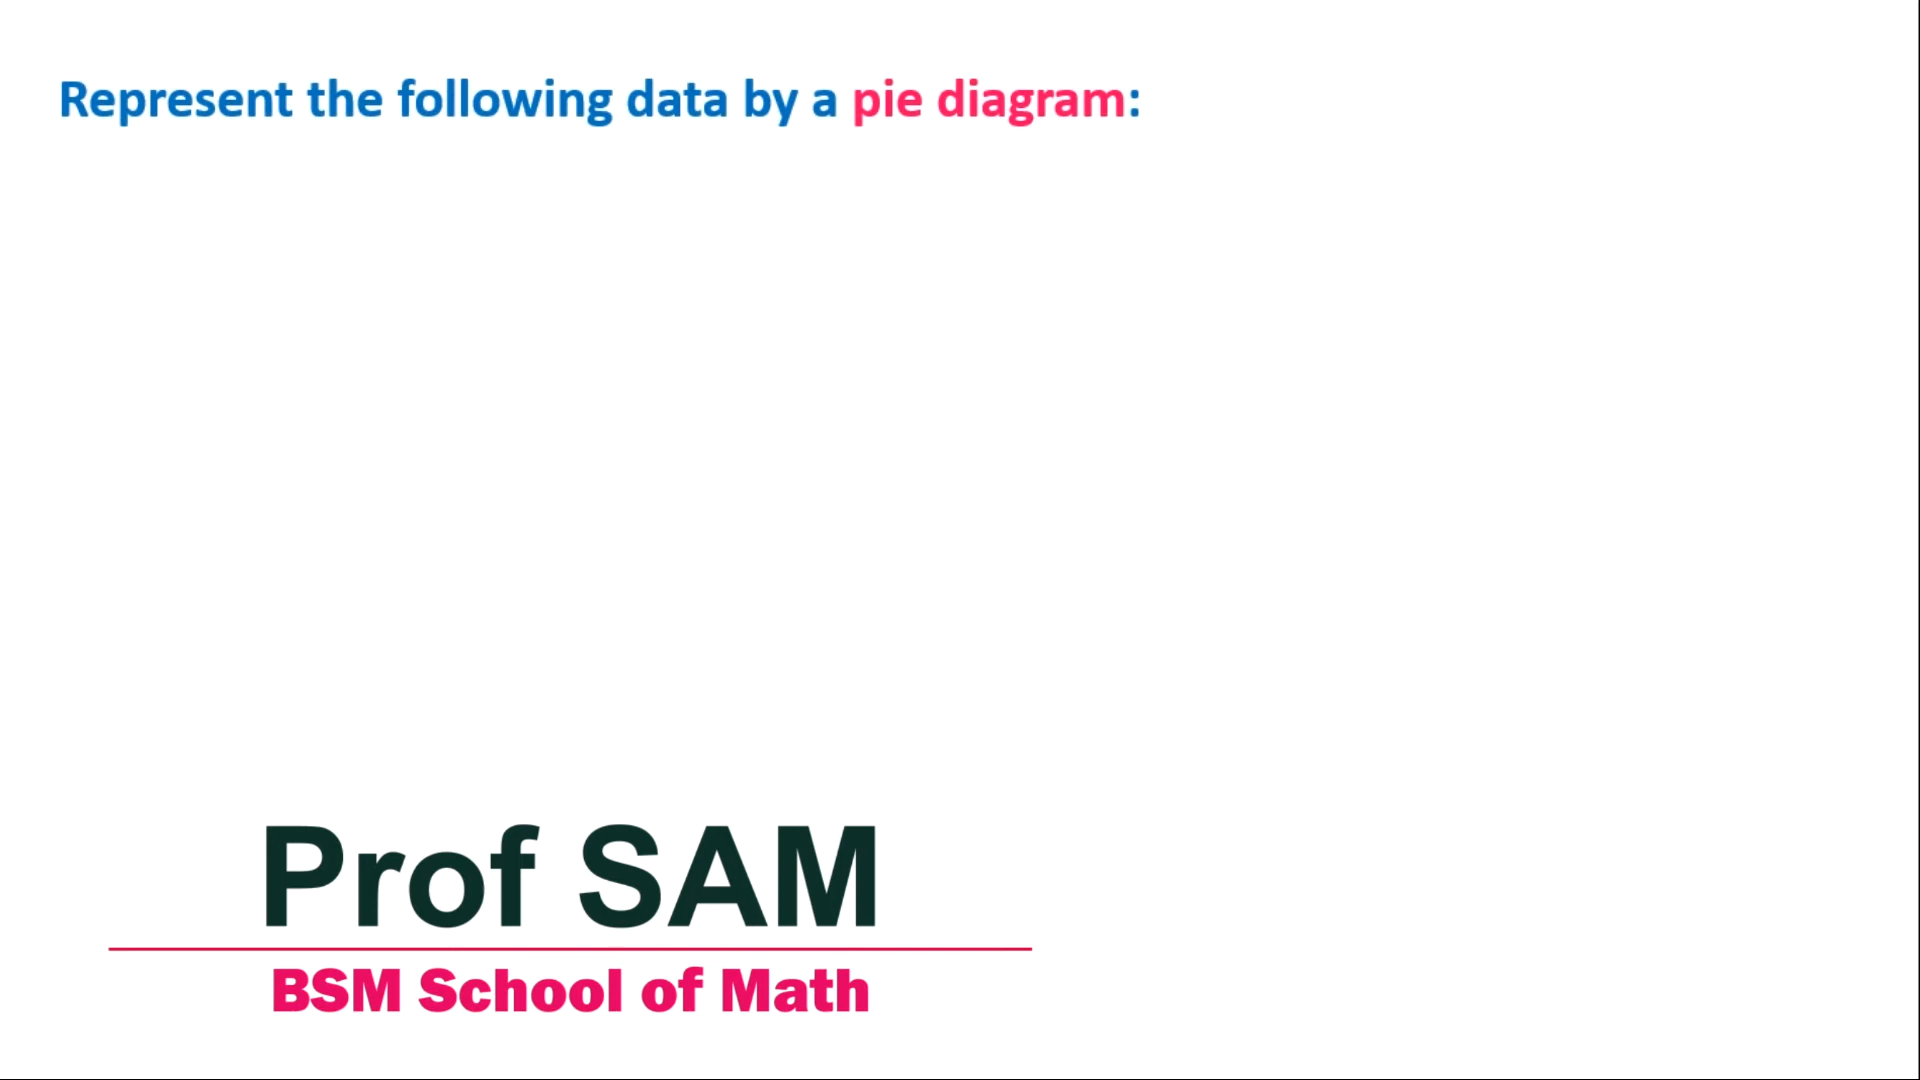 Represent the following data by a pie diagram:
Prof SAM
BSM School of Math